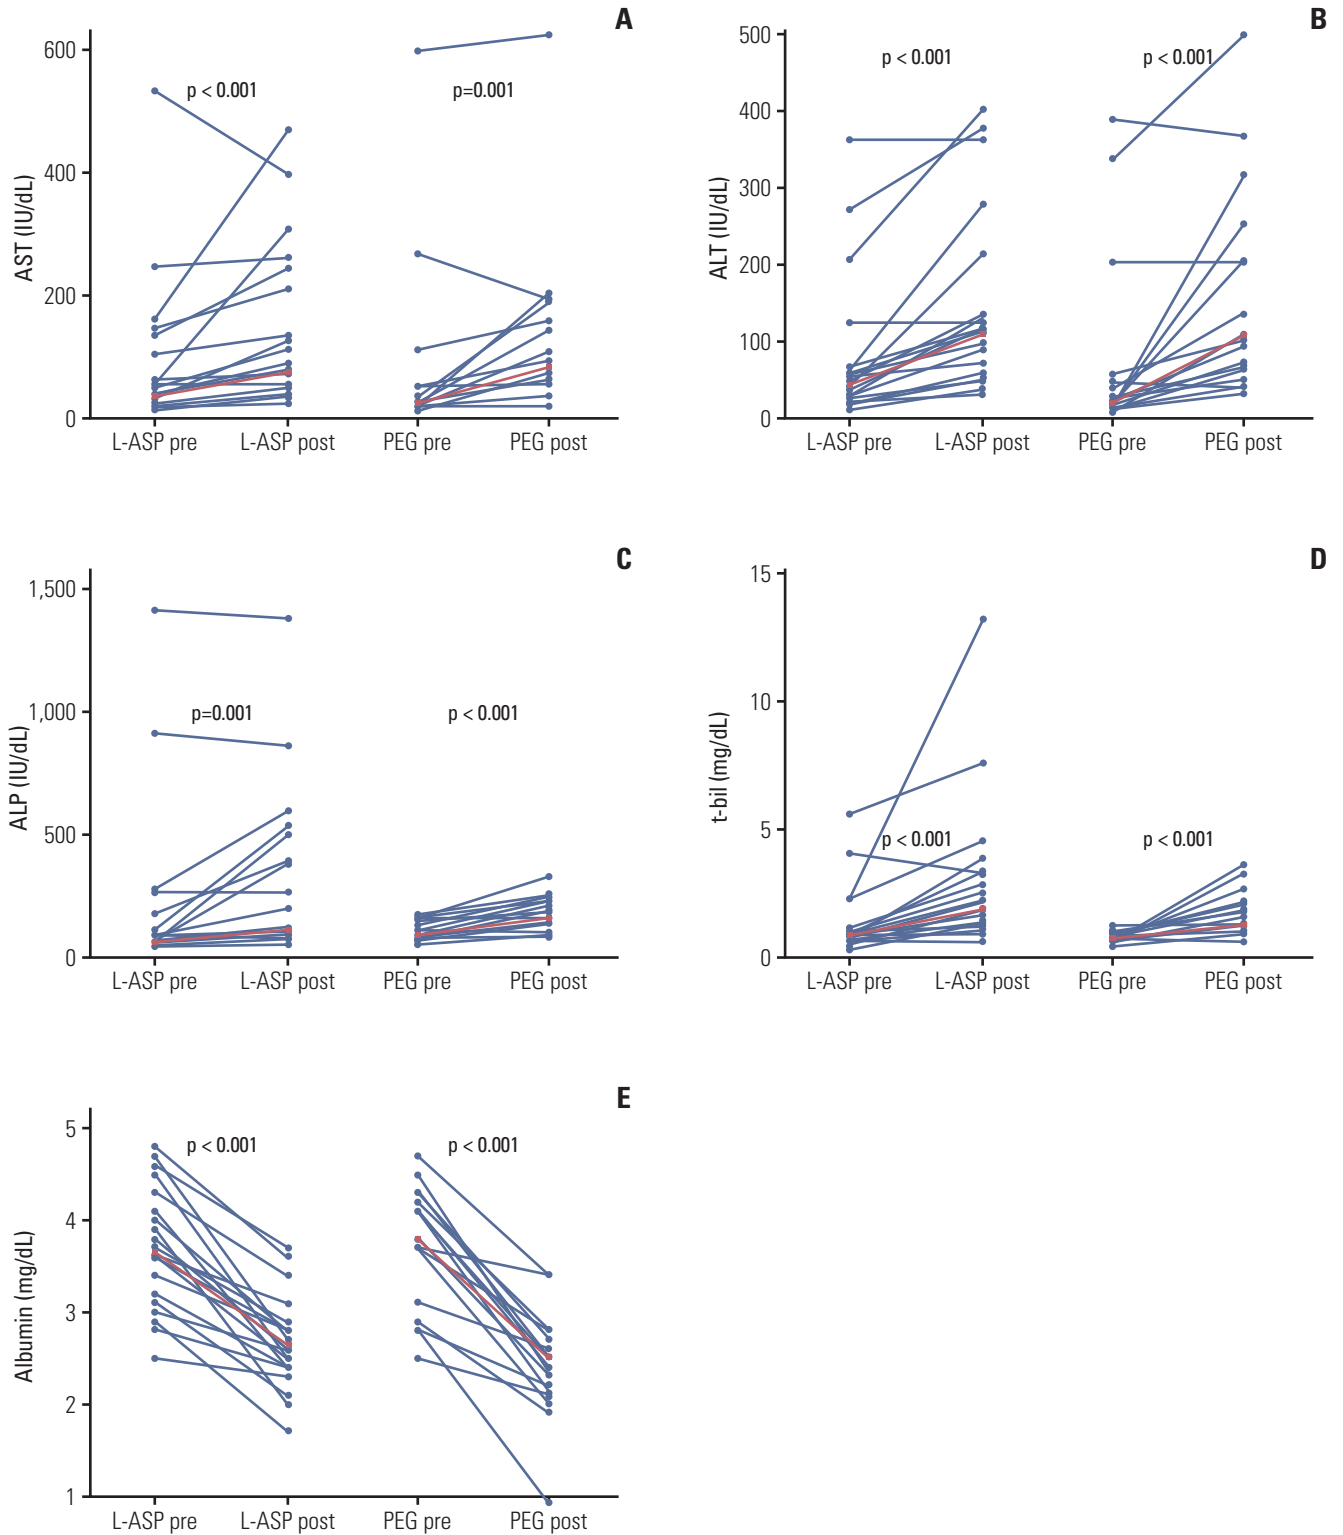 A
AST (IU/dL)
600
400
200
0
p < 0.001
p=0.001
L-ASP pre
L-ASP post
PEG pre
PEG post
B
ALT (IU/dL)
500
400
300
200
100
0
p < 0.001
p < 0.001
L-ASP pre
L-ASP post
PEG pre
PEG post
C
ALP (IU/dL)
1,500
1,000
500
0
p=0.001
p < 0.001
L-ASP pre
L-ASP post
PEG pre
PEG post
D
t-bil (mg/dL)
15
10
5
0
p < 0.001
p < 0.001
L-ASP pre
L-ASP post
PEG pre
PEG post
E
Albumin (mg/dL)
5
4
3
2
1
p < 0.001
p < 0.001
L-ASP pre
L-ASP post
PEG pre
PEG post